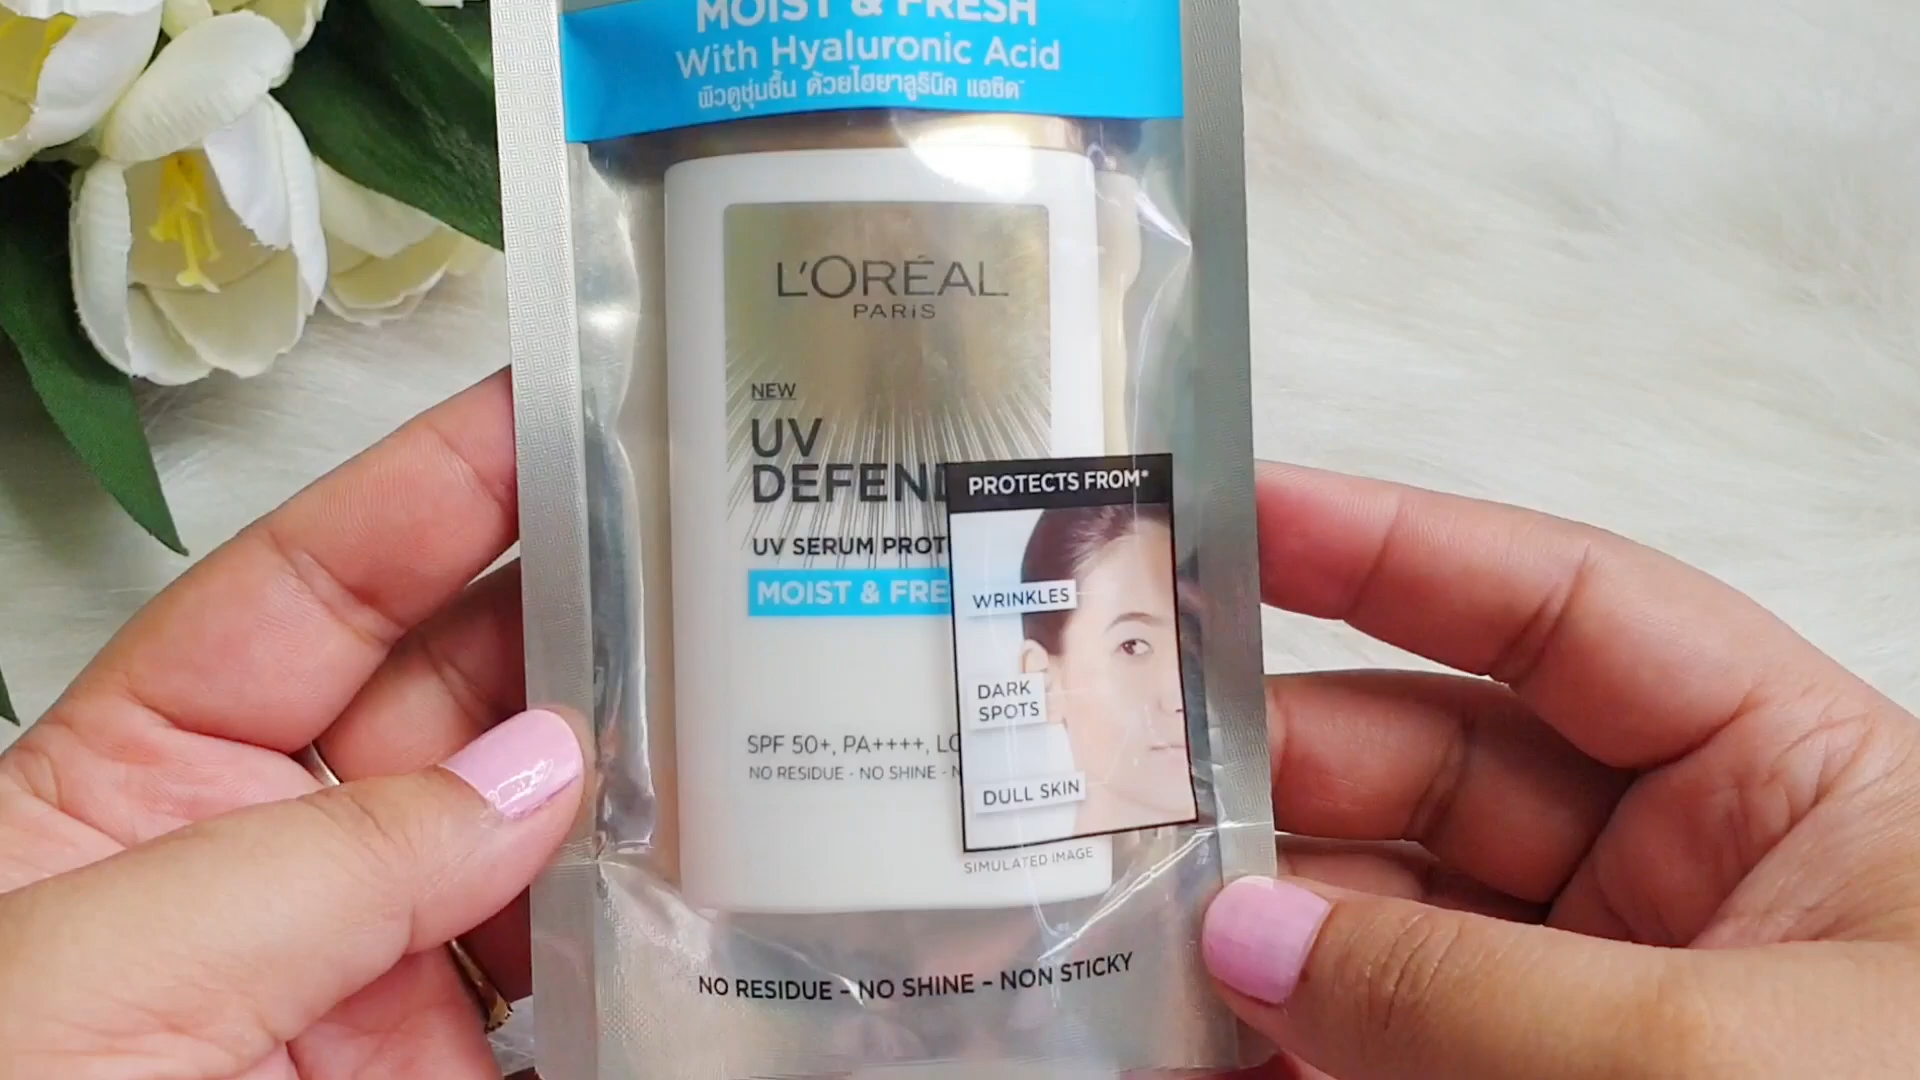 MOIST & FRESH
With Hyaluronic Acid
ผิวดูชุ่มชื้น ด้วยไฮยาลูรินิค แอซิด
L'ORÉAL
PARiS
NEW
UV
DEFEND
UV SERUM PROT
MOIST & FRE
SPF 50+, PA++++, LO
NO RESIDUE - NO SHINE - N
PROTECTS FROM*
WRINKLES
DARK
SPOTS
DULL SKIN
SIMULATED IMAGE
NO RESIDUE - NO SHINE - NON STICKY